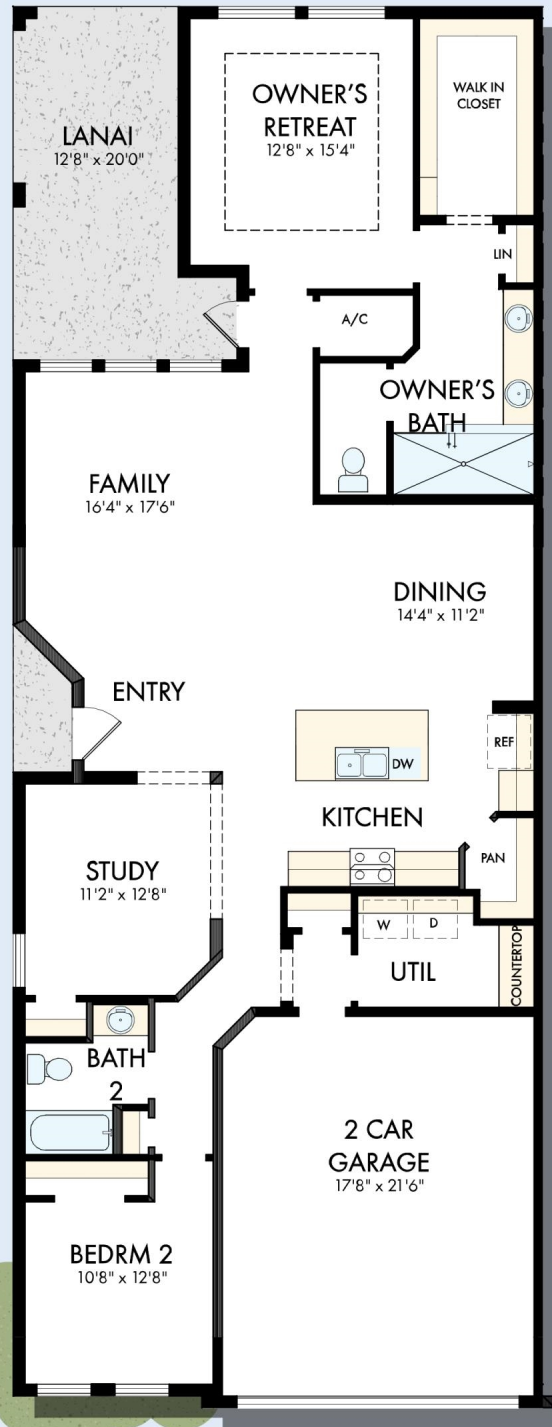 LANAI
12'8" x 20'0"
OWNER'S
RETREAT
12'8" x 15'4"
WALK IN
CLOSET
LIN
A/C
OWNER'S
BATH
FAMILY
16'4" x 17'6"
DINING
14'4" x 11'2"
ENTRY
REF
DW
KITCHEN
PAN
STUDY
11'2" x 12'8"
W
D
UTIL
COUNTERTOP
BATH
2
2 CAR
GARAGE
17'8" x 21'6"
BEDRM 2
10'8" x 12'8"